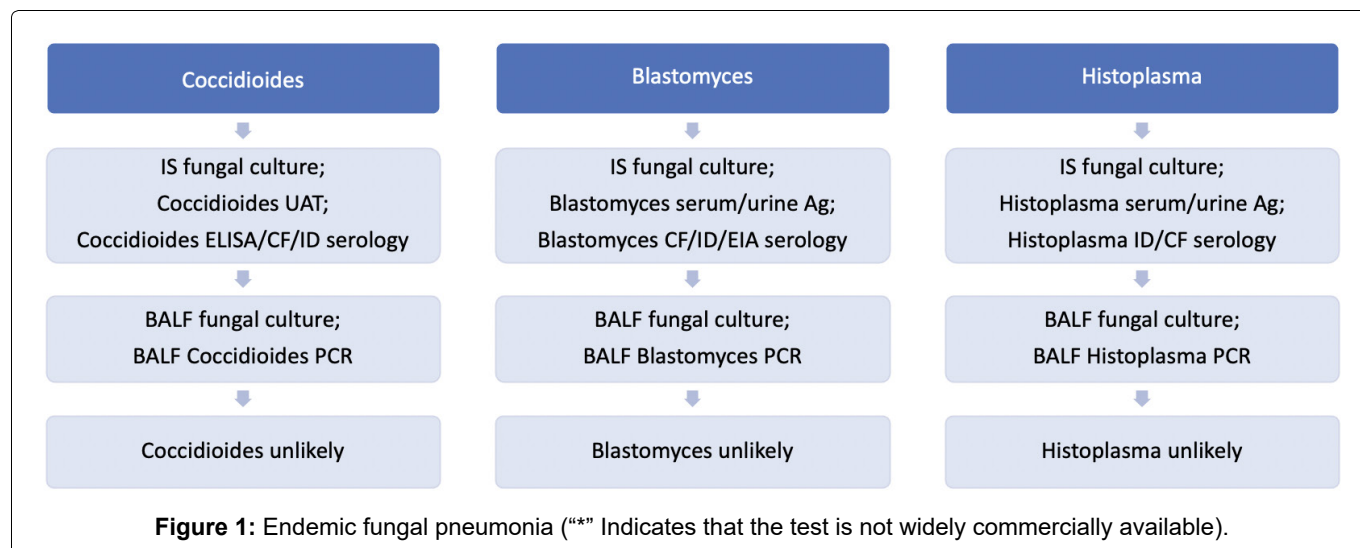 Coccidioides
IS fungal culture;
Coccidioides UAT;
Coccidioides ELISA/CF/ID serology
BALF fungal culture;
BALF Coccidioides PCR
Coccidioides unlikely
Blastomyces
IS fungal culture;
Blastomyces serum/urine Ag;
Blastomyces CF/ID/EIA serology
BALF fungal culture;
BALF Blastomyces PCR
Blastomyces unlikely
Histoplasma
IS fungal culture;
Histoplasma serum/urine Ag;
Histoplasma ID/CF serology
BALF fungal culture;
BALF Histoplasma PCR
Histoplasma unlikely
Figure 1: Endemic fungal pneumonia (“*” Indicates that the test is not widely commercially available).